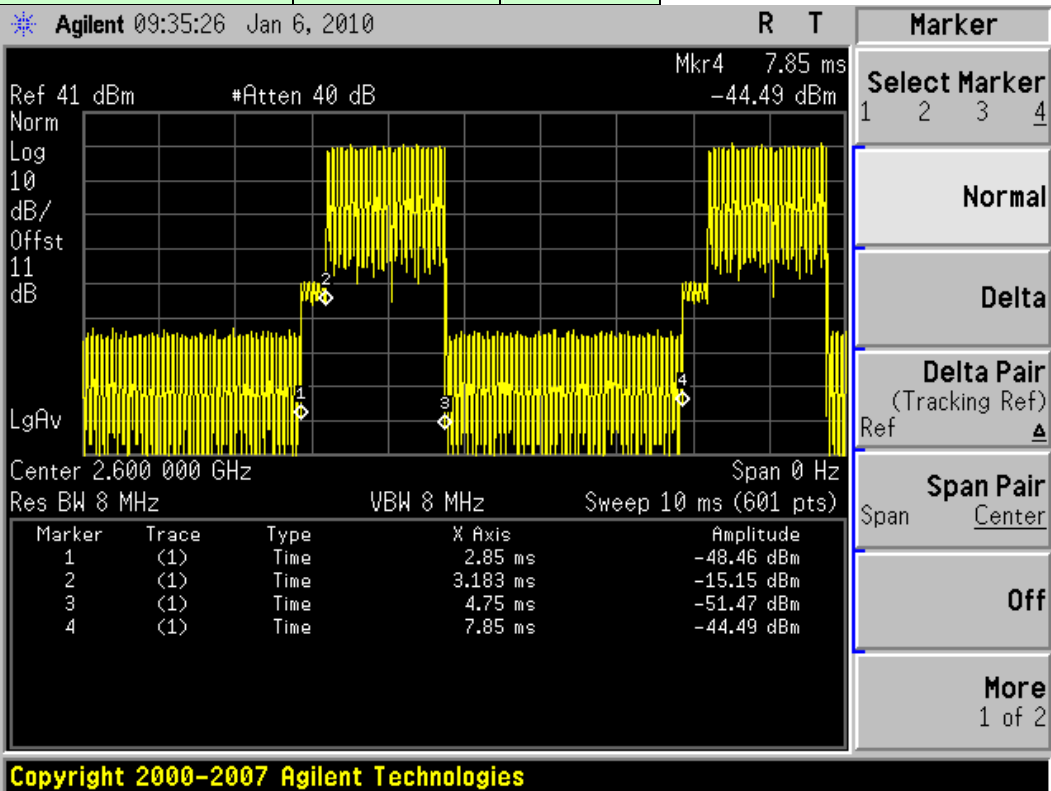 Agilent 09:35:26 Jan 6, 2010 R T
Mkr4 7.85 ms
Ref 41 dBm #Atten 40 dB -44.49 dBm
Norm
Log
10
dB/
Offst
11
dB
LgAv
1
2
3
4
Center 2.600 000 GHz Span 0 Hz
Res BW 8 MHz VBW 8 MHz Sweep 10 ms (601 pts)
Marker Trace Type X Axis Amplitude
1 (1) Time 2.85 ms -48.46 dBm
2 (1) Time 3.183 ms -15.15 dBm
3 (1) Time 4.75 ms -51.47 dBm
4 (1) Time 7.85 ms -44.49 dBm
Marker
Select Marker
1 2 3 4
Normal
Delta
Delta Pair
(Tracking Ref)
Ref Δ
Span Pair
Span Center
Off
More
1 of 2
Copyright 2000-2007 Agilent Technologies